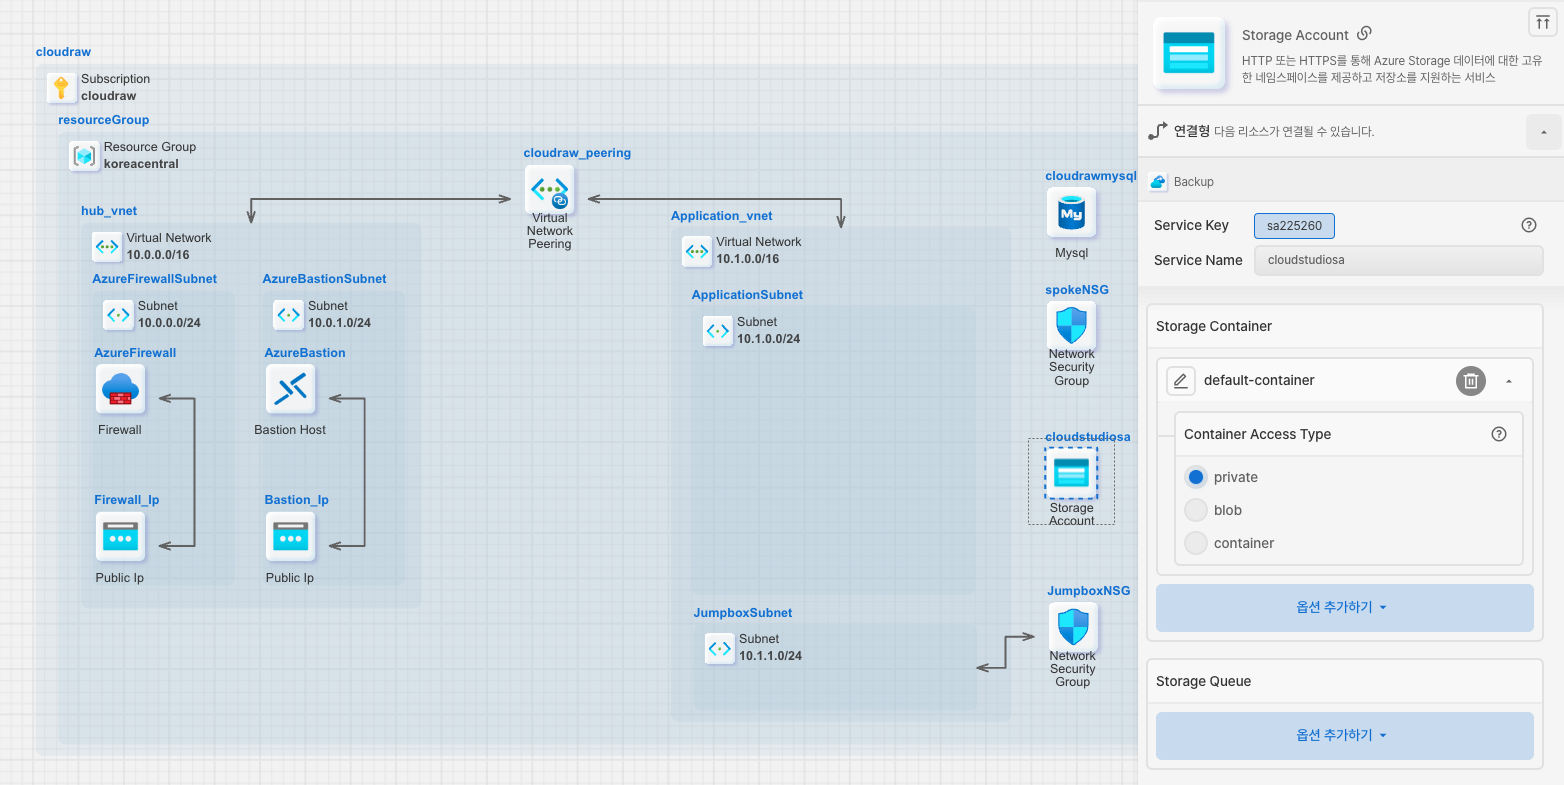 cloudraw
Subscription
cloudraw
resourceGroup
Resource Group
koreacentral
cloudraw_peering
Virtual
Network
Peering
hub_vnet
Virtual Network
10.0.0.0/16
AzureFirewallSubnet
Subnet
10.0.0.0/24
AzureFirewall
Firewall
Firewall_Ip
Public Ip
AzureBastionSubnet
Subnet
10.0.1.0/24
AzureBastion
Bastion Host
Bastion_Ip
Public Ip
Application_vnet
Virtual Network
10.1.0.0/16
ApplicationSubnet
Subnet
10.1.0.0/24
JumpboxSubnet
Subnet
10.1.1.0/24
cloudrawmysql
My
Mysql
spokeNSG
Network
Security
Group
cloudstudiosa
Storage
Account
JumpboxNSG
Network
Security
Group
Storage Account
HTTP 또는 HTTPS를 통해 Azure Storage 데이터에 대한 고유
한 네임스페이스를 제공하고 저장소를 지원하는 서비스
연결형 다음 리소스가 연결될 수 있습니다.
Backup
Service Key sa225260
Service Name cloudstudiosa
Storage Container
default-container
Container Access Type
private
blob
container
옵션 추가하기
Storage Queue
옵션 추가하기